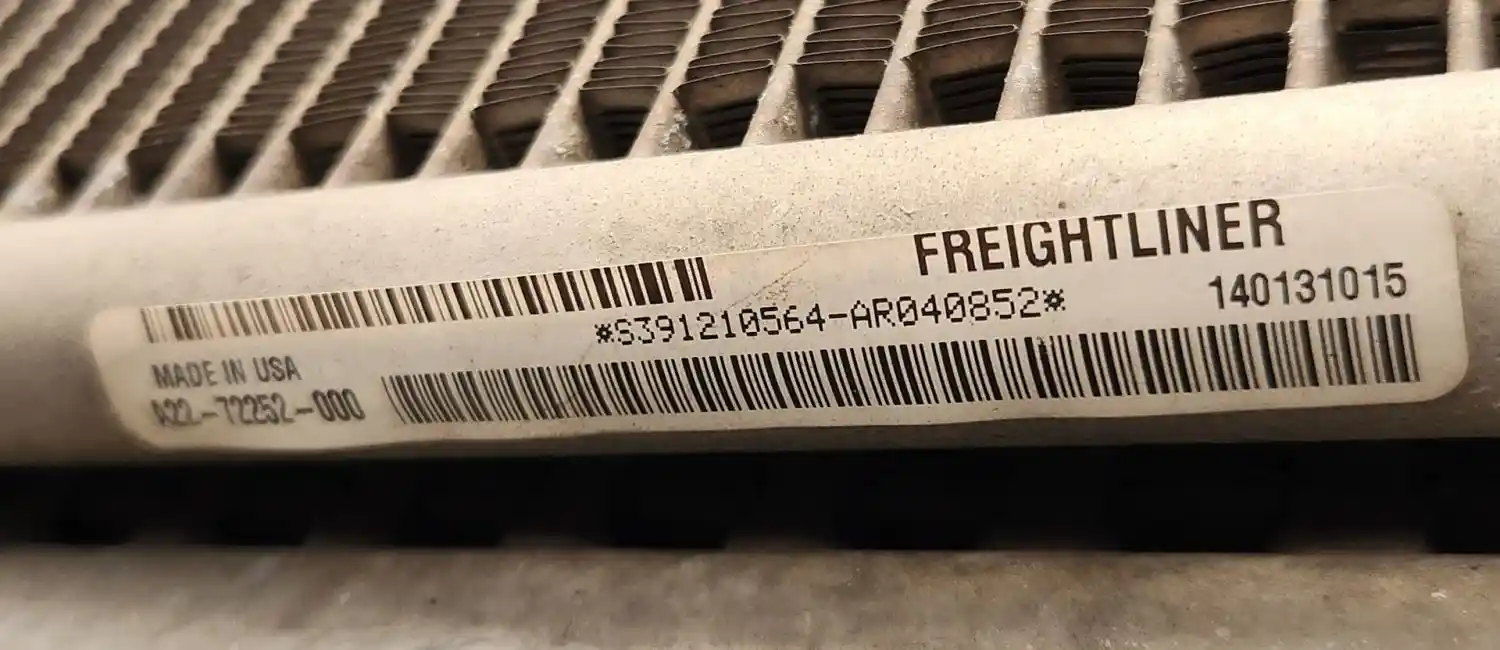 FREIGHTLINER
*S391210564-AR040852*
140131015
MADE IN USA
A22-72252-000